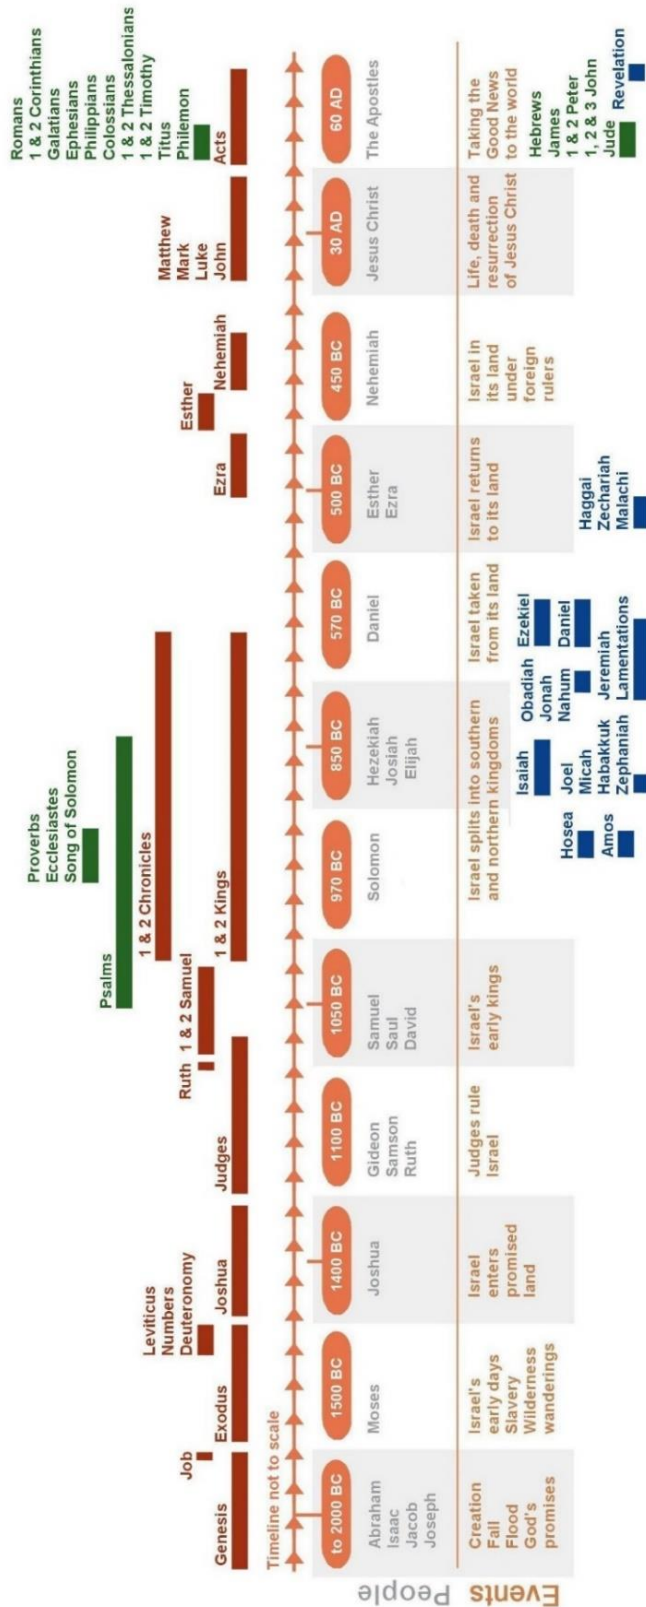 Proverbs
Ecclesiastes
Song of Solomon
Romans
1 & 2 Corinthians
Galatians
Ephesians
Philippians
Colossians
1 & 2 Thessalonians
1 & 2 Timothy
Titus
Philemon
Psalms
1 & 2 Chronicles
Job
Leviticus
Numbers
Deuteronomy
Ruth
1 & 2 Samuel
Esther
Matthew
Mark
Luke
John
Genesis
Exodus
Joshua
Judges
1 & 2 Kings
Ezra
Nehemiah
Acts
Timeline not to scale
to 2000 BC
1500 BC
1400 BC
1100 BC
1050 BC
970 BC
850 BC
570 BC
500 BC
450 BC
30 AD
60 AD
People
Abraham
Isaac
Jacob
Joseph
Moses
Joshua
Gideon
Samson
Ruth
Samuel
Saul
David
Solomon
Hezekiah
Josiah
Elijah
Daniel
Esther
Ezra
Nehemiah
Jesus Christ
The Apostles
Events
Creation
Fall
Flood
God's
promises
Israel's
early days
Slavery
Wilderness
wanderings
Israel
enters
promised
land
Judges rule
Israel
Israel's
early kings
Israel splits into southern
and northern kingdoms
Israel taken
from its land
Israel returns
to its land
Israel in
its land
under
foreign
rulers
Life, death and
resurrection
of Jesus Christ
Taking the
Good News
to the world
Hosea
Amos
Isaiah
Joel
Micah
Habakkuk
Zephaniah
Obadiah
Jonah
Nahum
Ezekiel
Daniel
Jeremiah
Lamentations
Haggai
Zechariah
Malachi
Hebrews
James
1 & 2 Peter
1, 2 & 3 John
Jude
Revelation